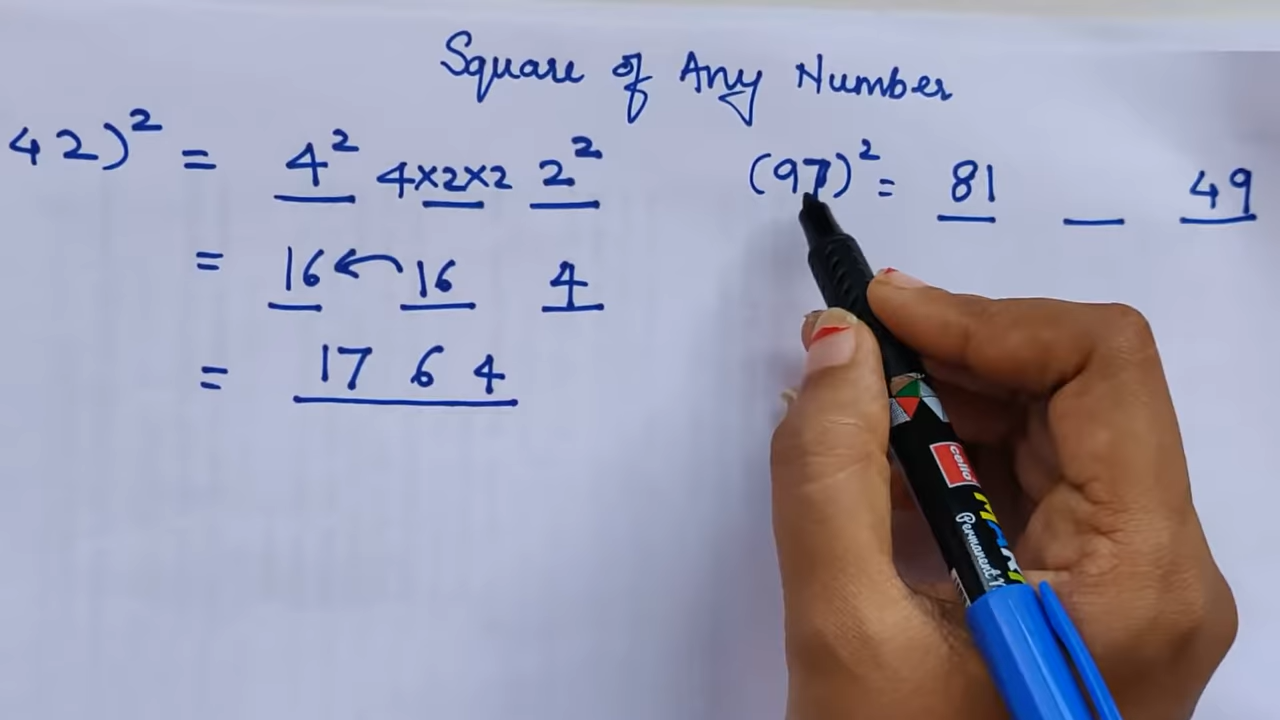 Square of Any Number
42)² = 4² 4×2×2 2²
= 16 ← 16 4
= 17 6 4
(97)² = 81 _ 49
cello
Permanent